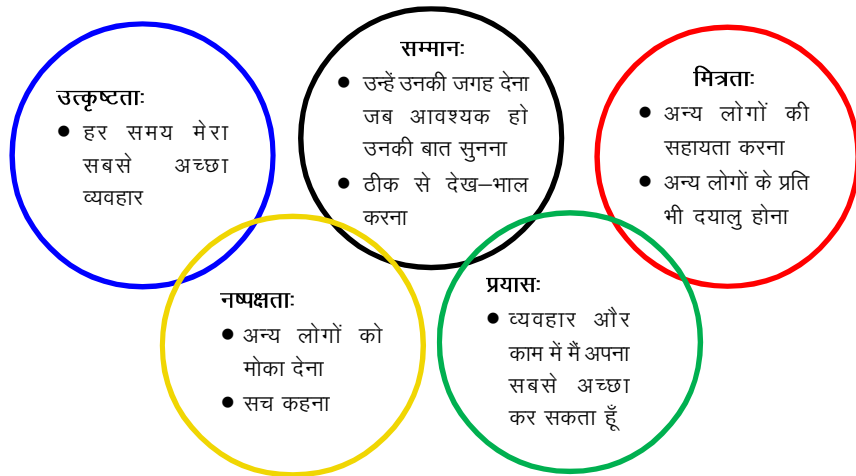 उत्कृष्टताः
● हर समय मेरा
सबसे अच्छा
व्यवहार
सम्मानः
● उन्हें उनकी जगह देना
जब आवश्यक हो
उनकी बात सुनना
● ठीक से देख–भाल
करना
मित्रताः
● अन्य लोगों की
सहायता करना
● अन्य लोगों के प्रति
भी दयालु होना
नष्पक्षताः
● अन्य लोगों को
मोका देना
● सच कहना
प्रयासः
● व्यवहार और
काम में मैं अपना
सबसे अच्छा
कर सकता हूँ